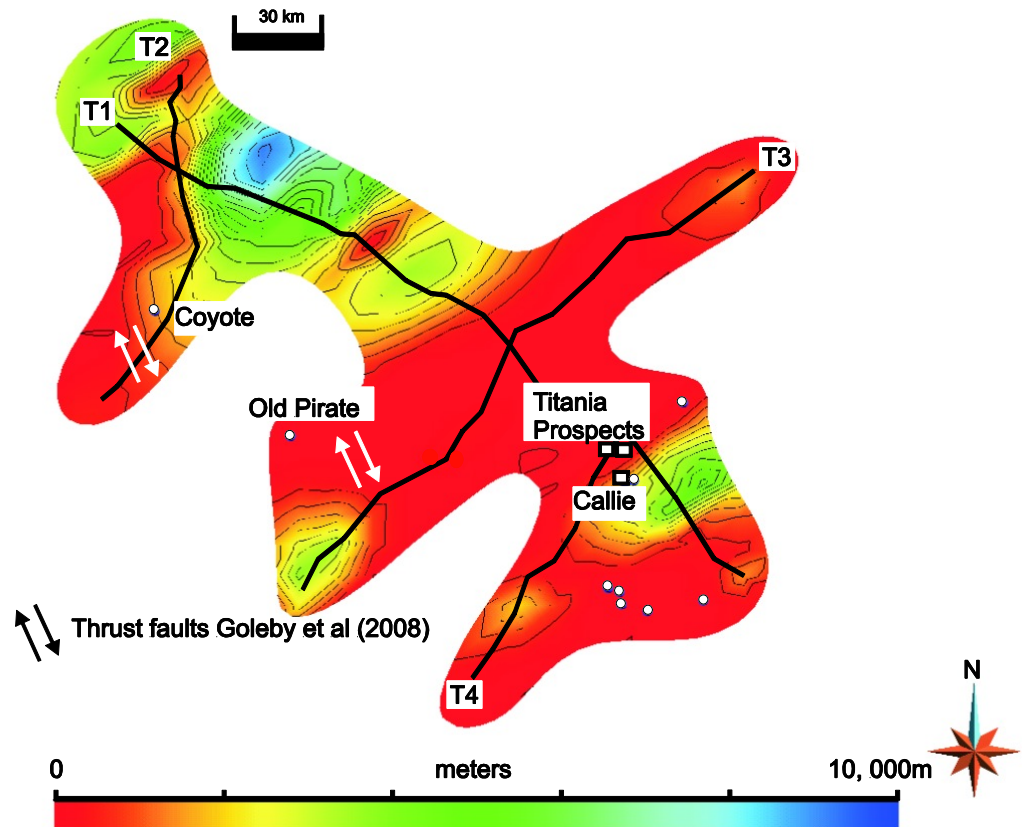 30 km
T2
T1
T3
Coyote
Old Pirate
Titania
Prospects
Callie
Thrust faults Goleby et al (2008)
T4
N
0
meters
10, 000m